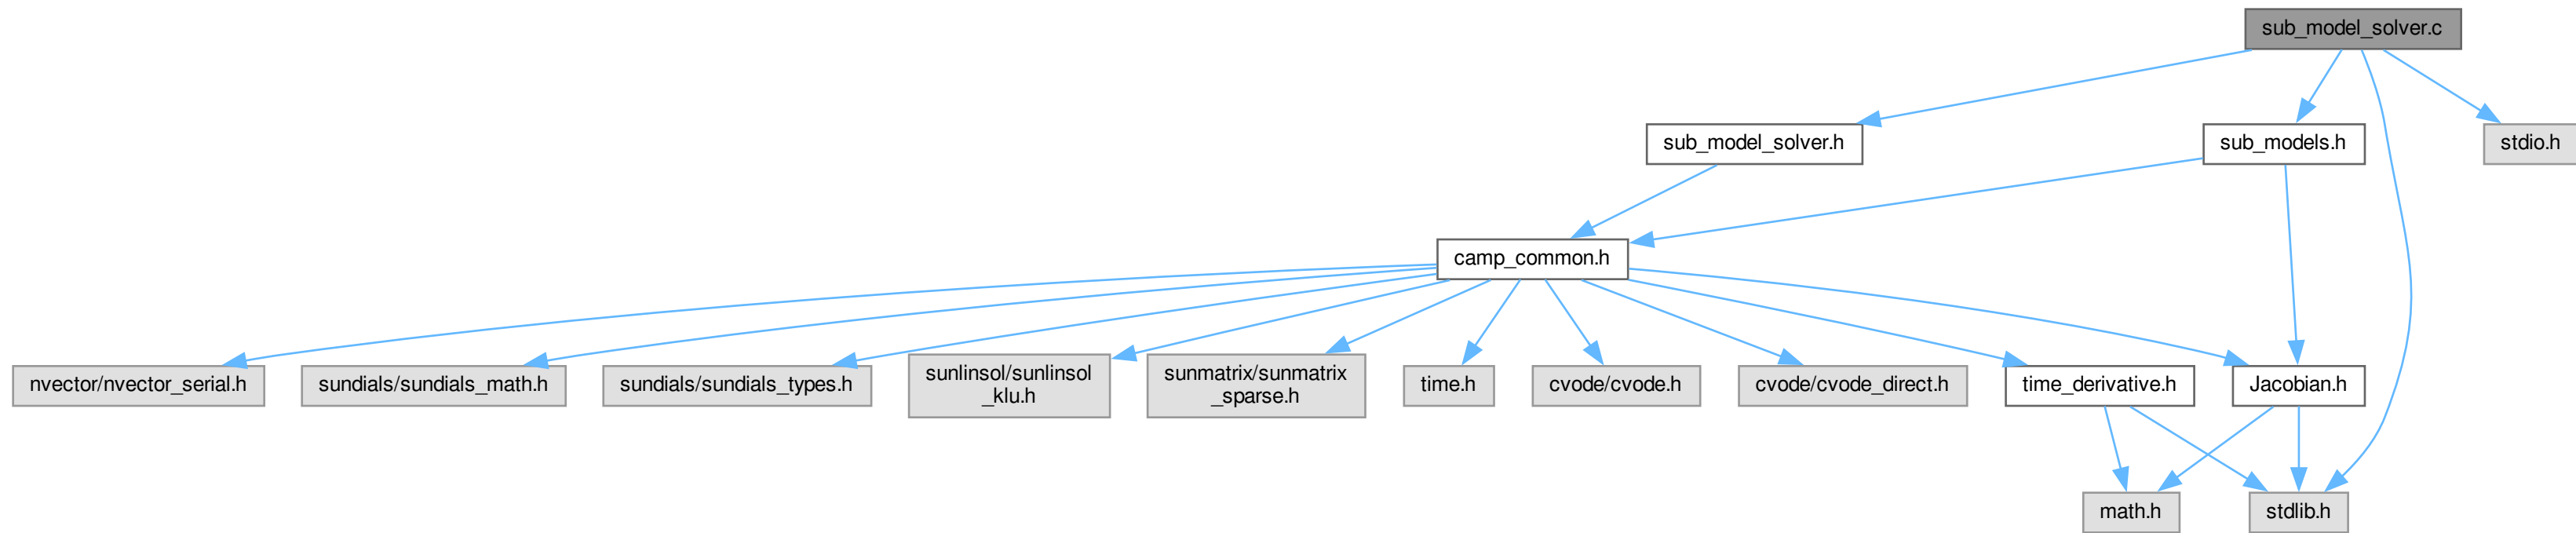 sub_model_solver.c
sub_model_solver.h
sub_models.h
stdio.h
camp_common.h
nvector/nvector_serial.h
sundials/sundials_math.h
sundials/sundials_types.h
sunlinsol/sunlinsol
_klu.h
sunmatrix/sunmatrix
_sparse.h
time.h
cvode/cvode.h
cvode/cvode_direct.h
time_derivative.h
Jacobian.h
math.h
stdlib.h